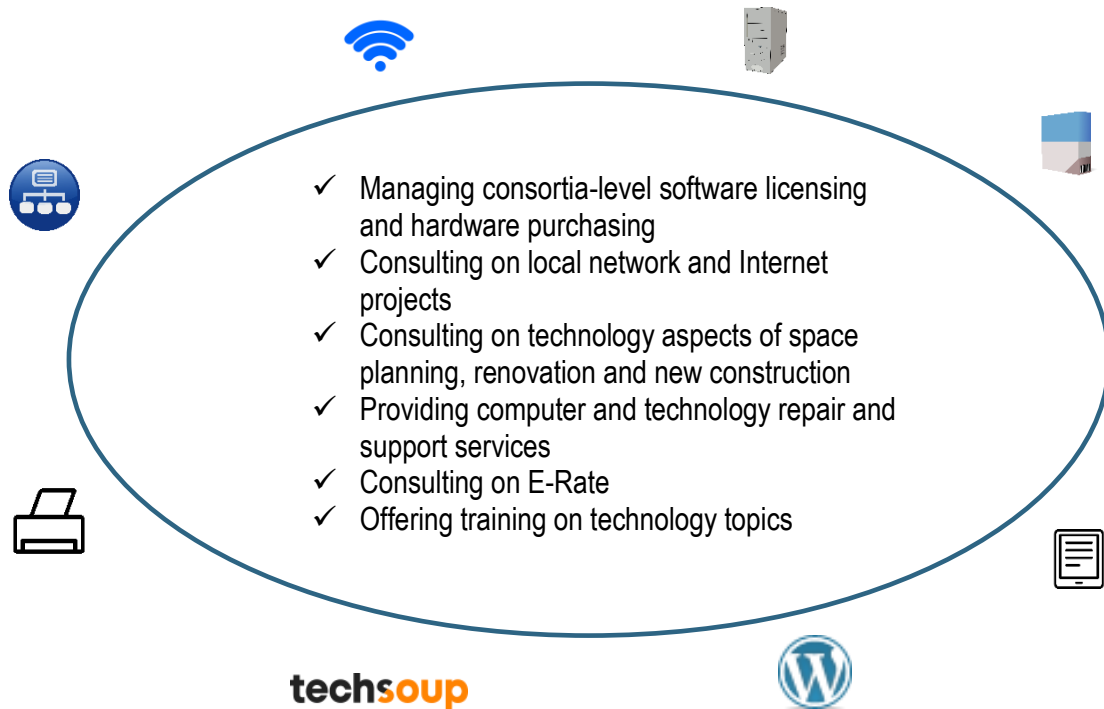 ✓ Managing consortia-level software licensing
and hardware purchasing
✓ Consulting on local network and Internet
projects
✓ Consulting on technology aspects of space
planning, renovation and new construction
✓ Providing computer and technology repair and
support services
✓ Consulting on E-Rate
✓ Offering training on technology topics
techsoup